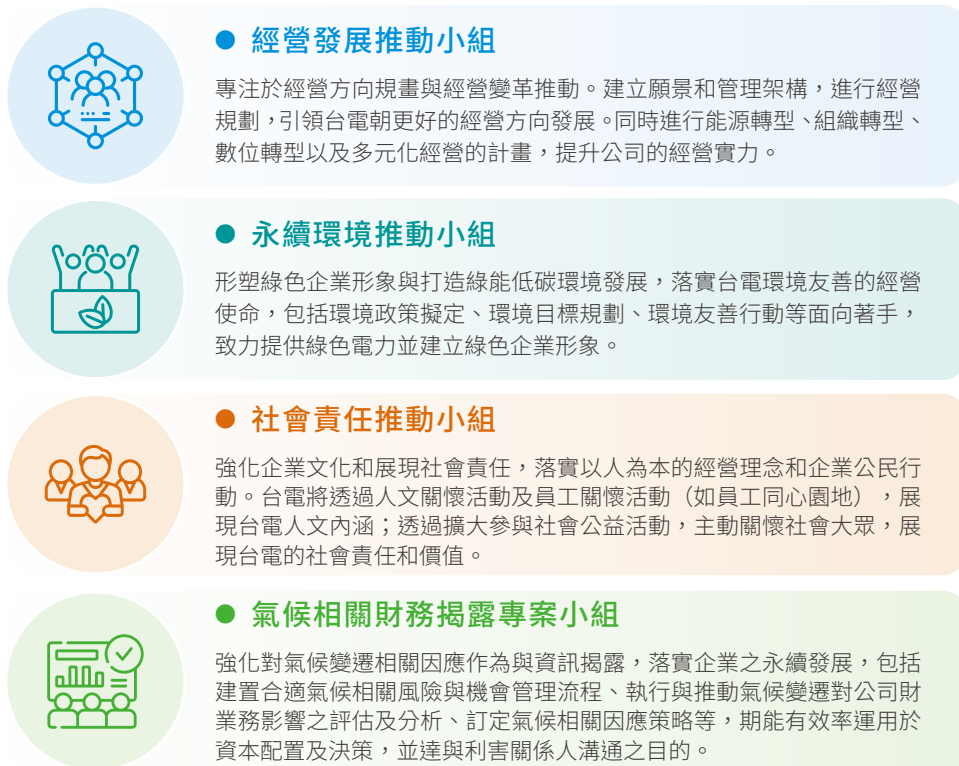 ● 經營發展推動小組
專注於經營方向規畫與經營變革推動。建立願景和管理架構，進行經營
規劃，引領台電朝更好的經營方向發展。同時進行能源轉型、組織轉型、
數位轉型以及多元化經營的計畫，提升公司的經營實力。
● 永續環境推動小組
形塑綠色企業形象與打造綠能低碳環境發展，落實台電環境友善的經營
使命，包括環境政策擬定、環境目標規劃、環境友善行動等面向著手，
致力提供綠色電力並建立綠色企業形象。
● 社會責任推動小組
強化企業文化和展現社會責任，落實以人為本的經營理念和企業公民行
動。台電將透過人文關懷活動及員工關懷活動（如員工同心園地），展
現台電人文內涵；透過擴大參與社會公益活動，主動關懷社會大眾，展
現台電的社會責任和價值。
● 氣候相關財務揭露專案小組
強化對氣候變遷相關因應作為與資訊揭露，落實企業之永續發展，包括
建置合適氣候相關風險與機會管理流程、執行與推動氣候變遷對公司財
業務影響之評估及分析、訂定氣候相關因應策略等，期能有效率運用於
資本配置及決策，並達與利害關係人溝通之目的。